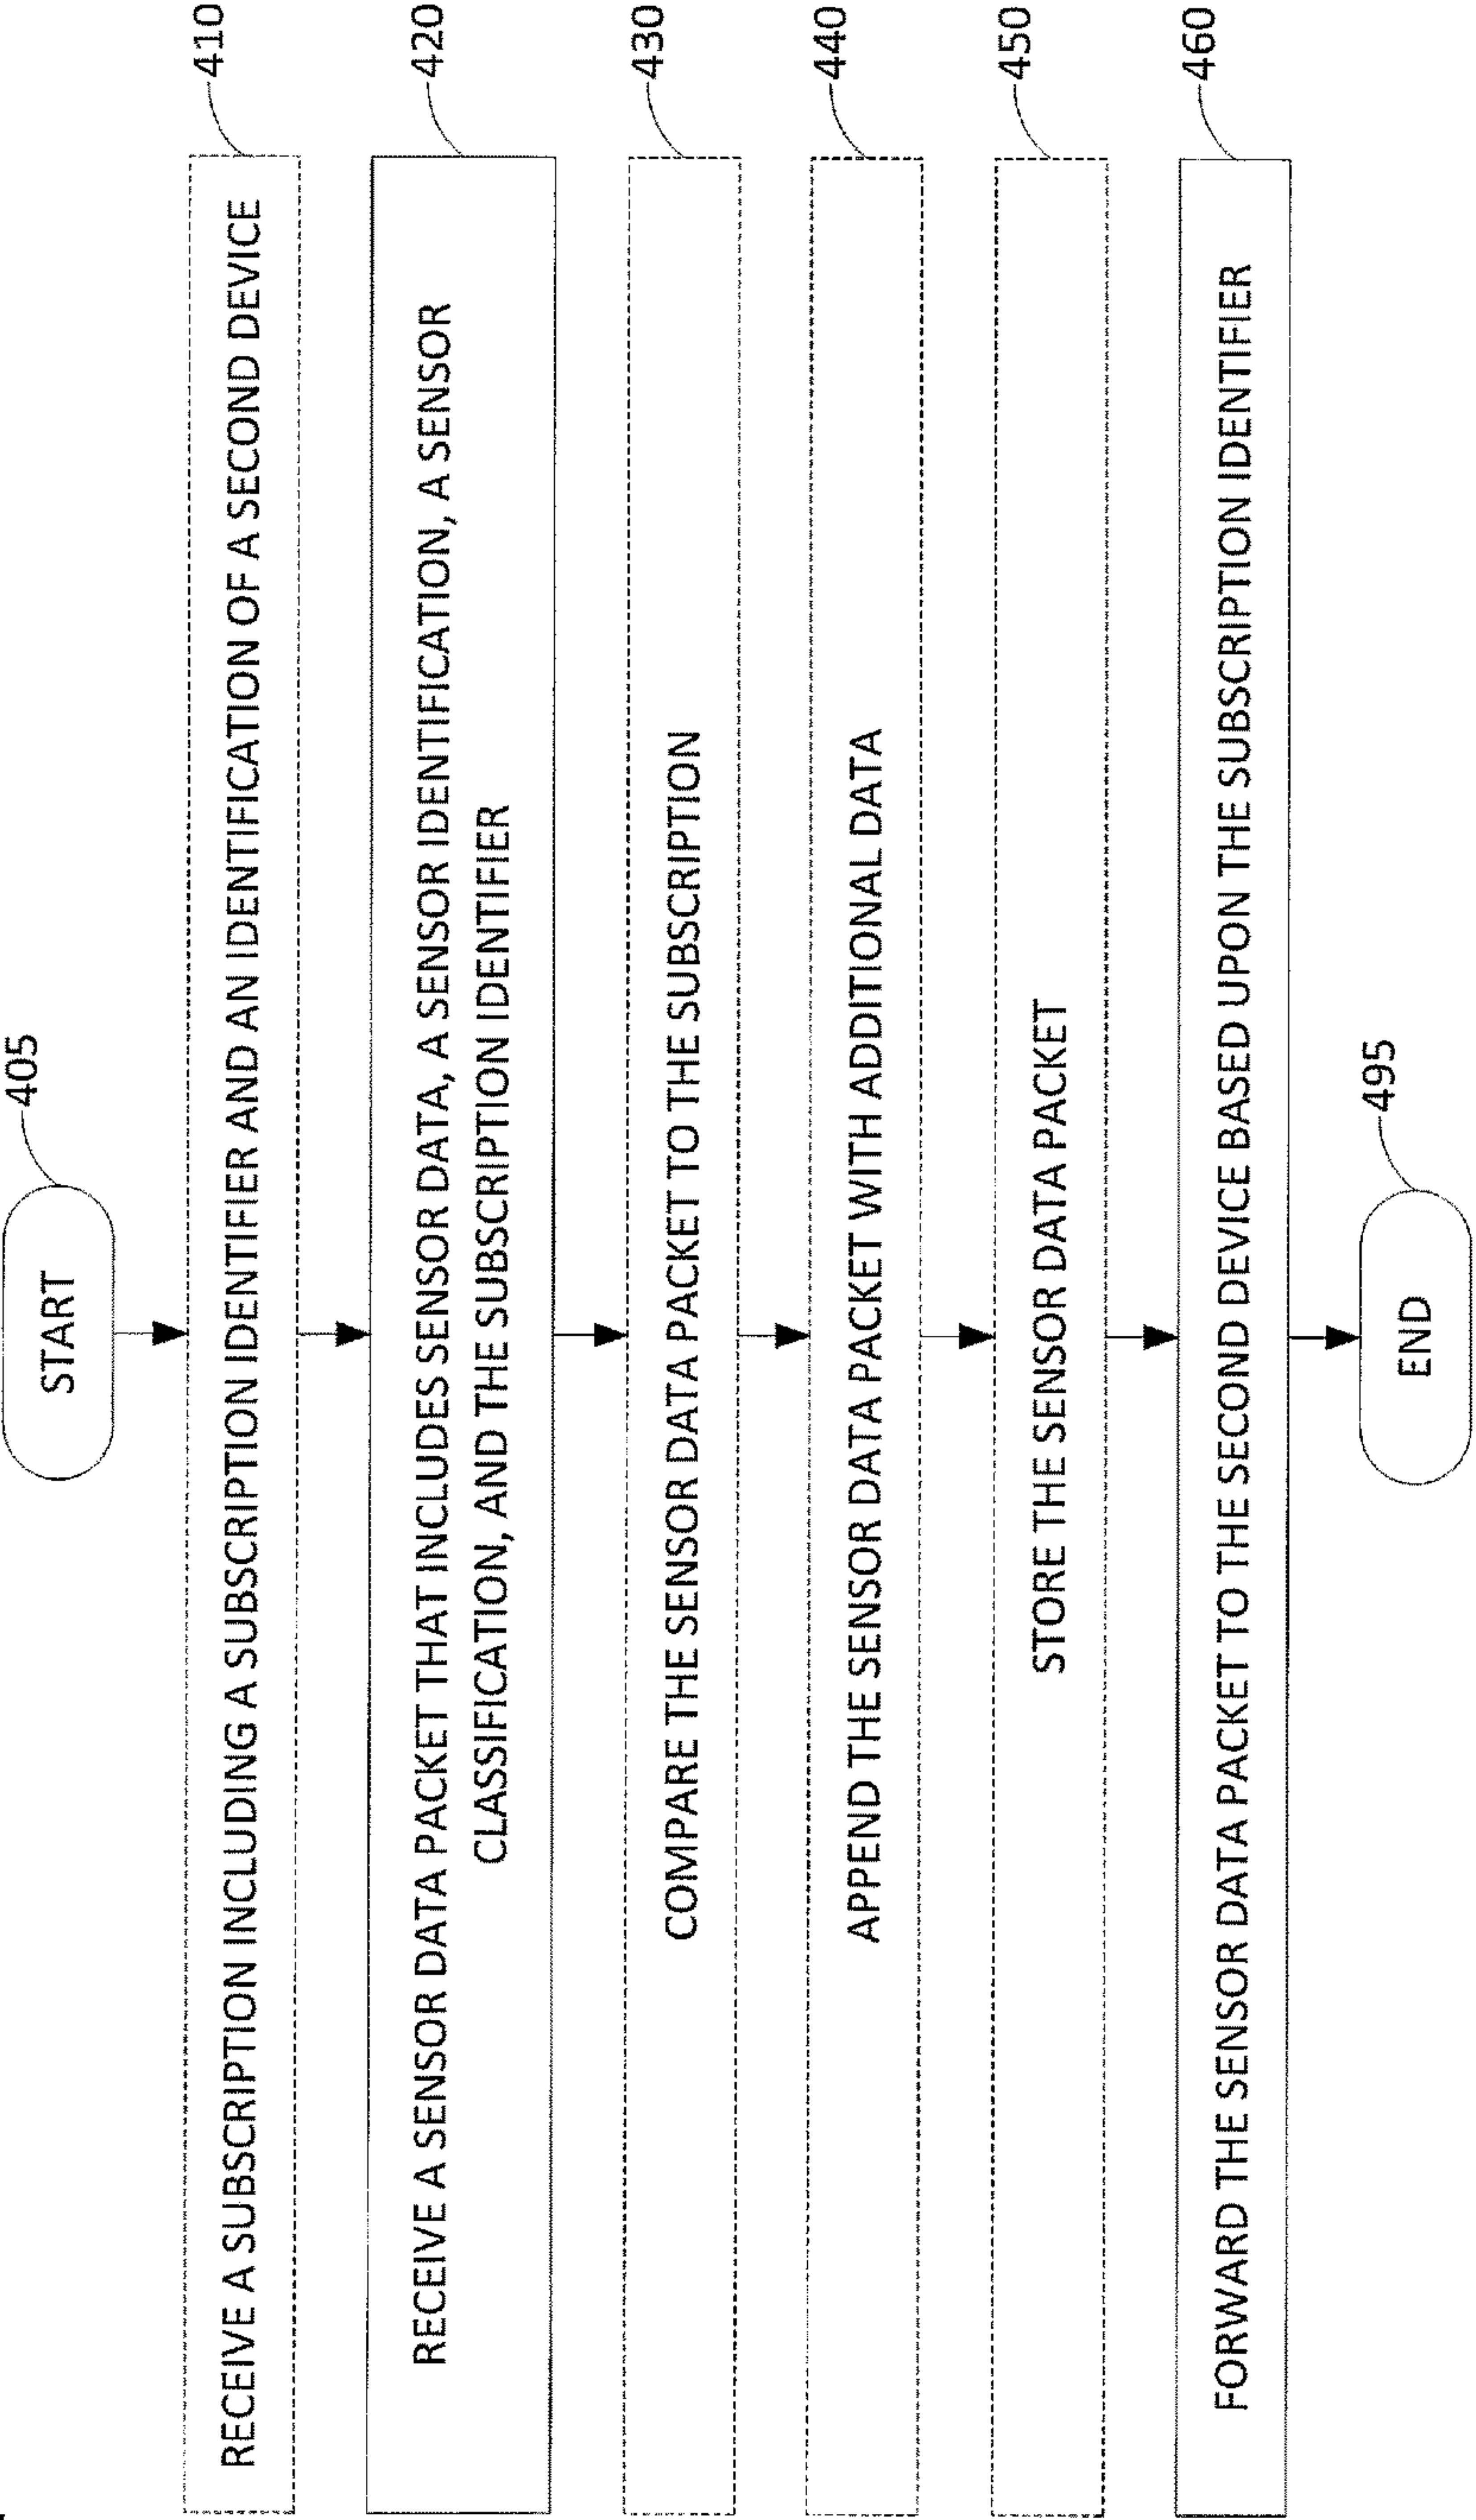 START
405
RECEIVE A SUBSCRIPTION INCLUDING A SUBSCRIPTION IDENTIFIER AND AN IDENTIFICATION OF A SECOND DEVICE
410
RECEIVE A SENSOR DATA PACKET THAT INCLUDES SENSOR DATA, A SENSOR IDENTIFICATION, A SENSOR
CLASSIFICATION, AND THE SUBSCRIPTION IDENTIFIER
420
COMPARE THE SENSOR DATA PACKET TO THE SUBSCRIPTION
430
APPEND THE SENSOR DATA PACKET WITH ADDITIONAL DATA
440
STORE THE SENSOR DATA PACKET
450
FORWARD THE SENSOR DATA PACKET TO THE SECOND DEVICE BASED UPON THE SUBSCRIPTION IDENTIFIER
460
END
495